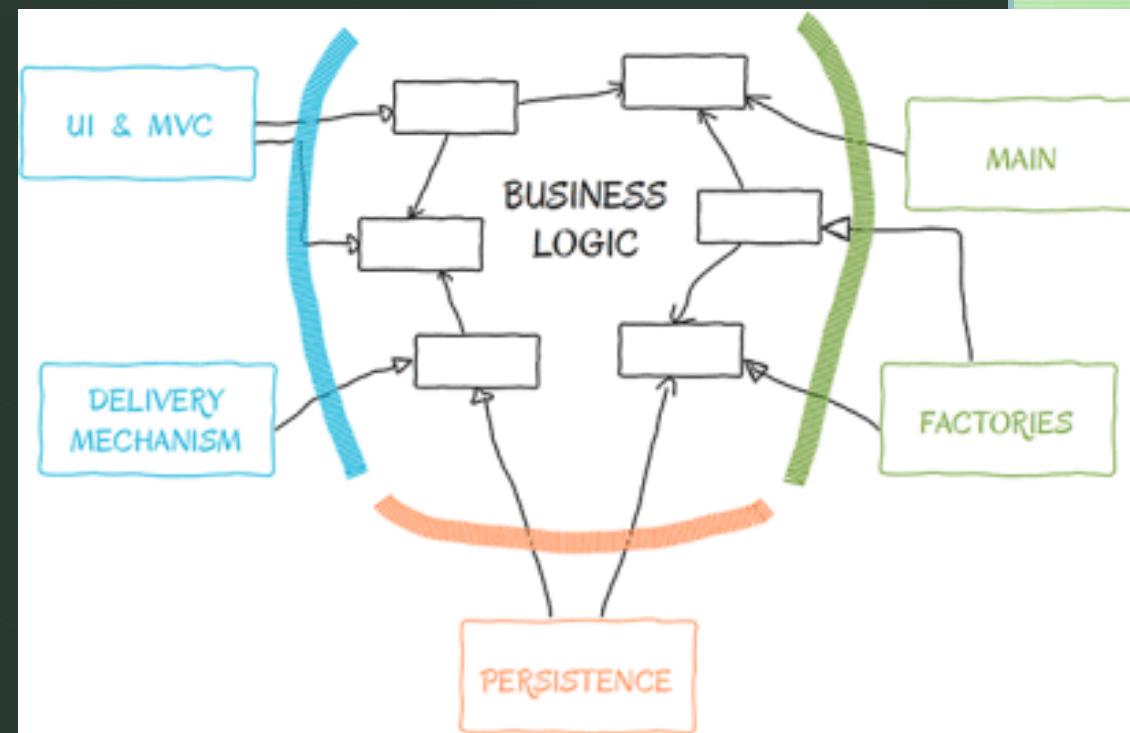 UI & MVC
BUSINESS
LOGIC
MAIN
DELIVERY
MECHANISM
FACTORIES
PERSISTENCE